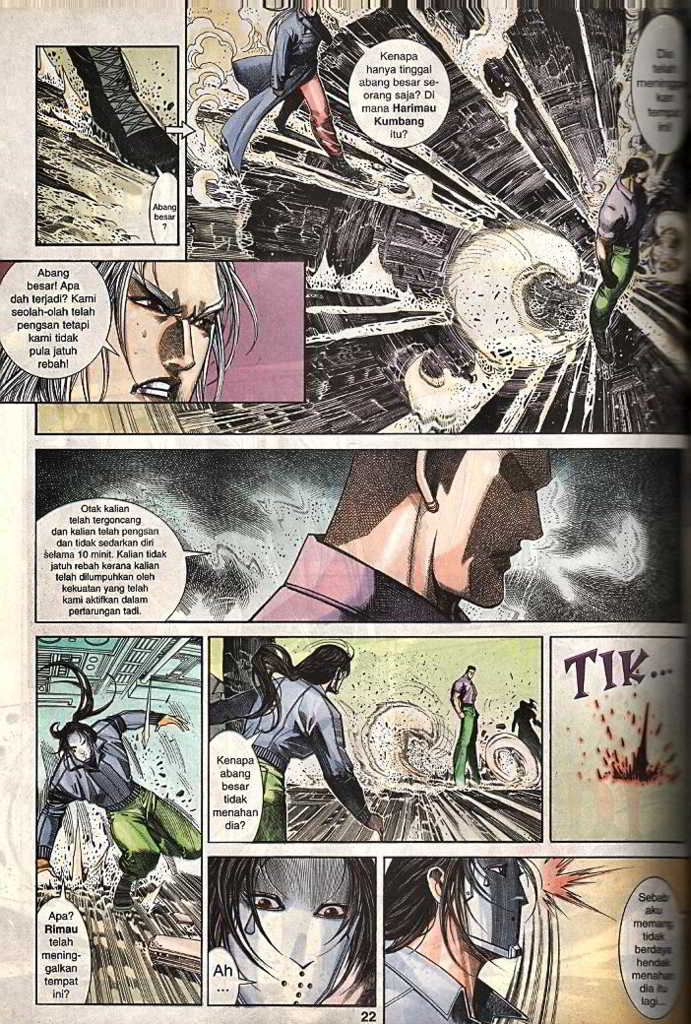 Abang
besar
?
Kenapa
hanya tinggal
abang besar se-
orang saja? Di
mana Harimau
Kumbang
itu?
Dia
telah
mening
kan
tempat
ini!
Abang
besar! Apa
dah terjadi? Kami
seolah-olah telah
pengsan tetapi
kami tidak
pula jatuh
rebah!
Otak kalian
telah tergoncang
dan kalian telah pengsan
dan tidak sedarkan diri
selama 10 minit. Kalian tidak
jatuh rebah kerana kalian
telah dilumpuhkan oleh
kekuatan yang telah
kami aktifkan dalam
pertarungan tadi.
Apa?
Rimau
telah
mening-
galkan
tempat
ini?
Kenapa
abang
besar
tidak
menahan
dia?
TIK...
Ah
...
Sebab
aku
memang
tidak
berdaya
hendak
menahan
dia itu
lagi...
22